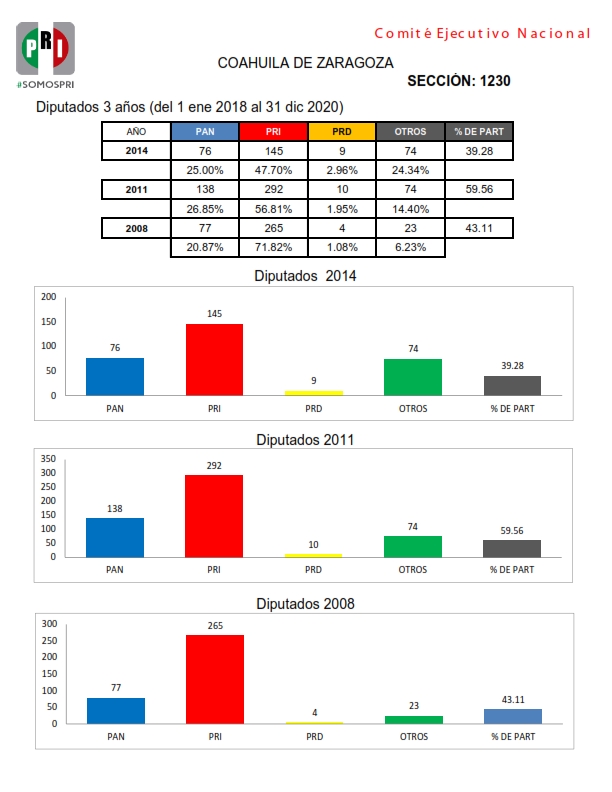 PRI
#SOMOSPRI
Comité Ejecutivo Nacional
COAHUILA DE ZARAGOZA
SECCIÓN: 1230
Diputados 3 años (del 1 ene 2018 al 31 dic 2020)
AÑO PAN PRI PRD OTROS % DE PART
2014 76 145 9 74 39.28
25.00% 47.70% 2.96% 24.34%
2011 138 292 10 74 59.56
26.85% 56.81% 1.95% 14.40%
2008 77 265 4 23 43.11
20.87% 71.82% 1.08% 6.23%
Diputados 2014
200
150
100
50
0
76 145 9 74 39.28
PAN PRI PRD OTROS % DE PART
Diputados 2011
350
300
250
200
150
100
50
0
138 292 10 74 59.56
PAN PRI PRD OTROS % DE PART
Diputados 2008
300
250
200
150
100
50
0
77 265 4 23 43.11
PAN PRI PRD OTROS % DE PART